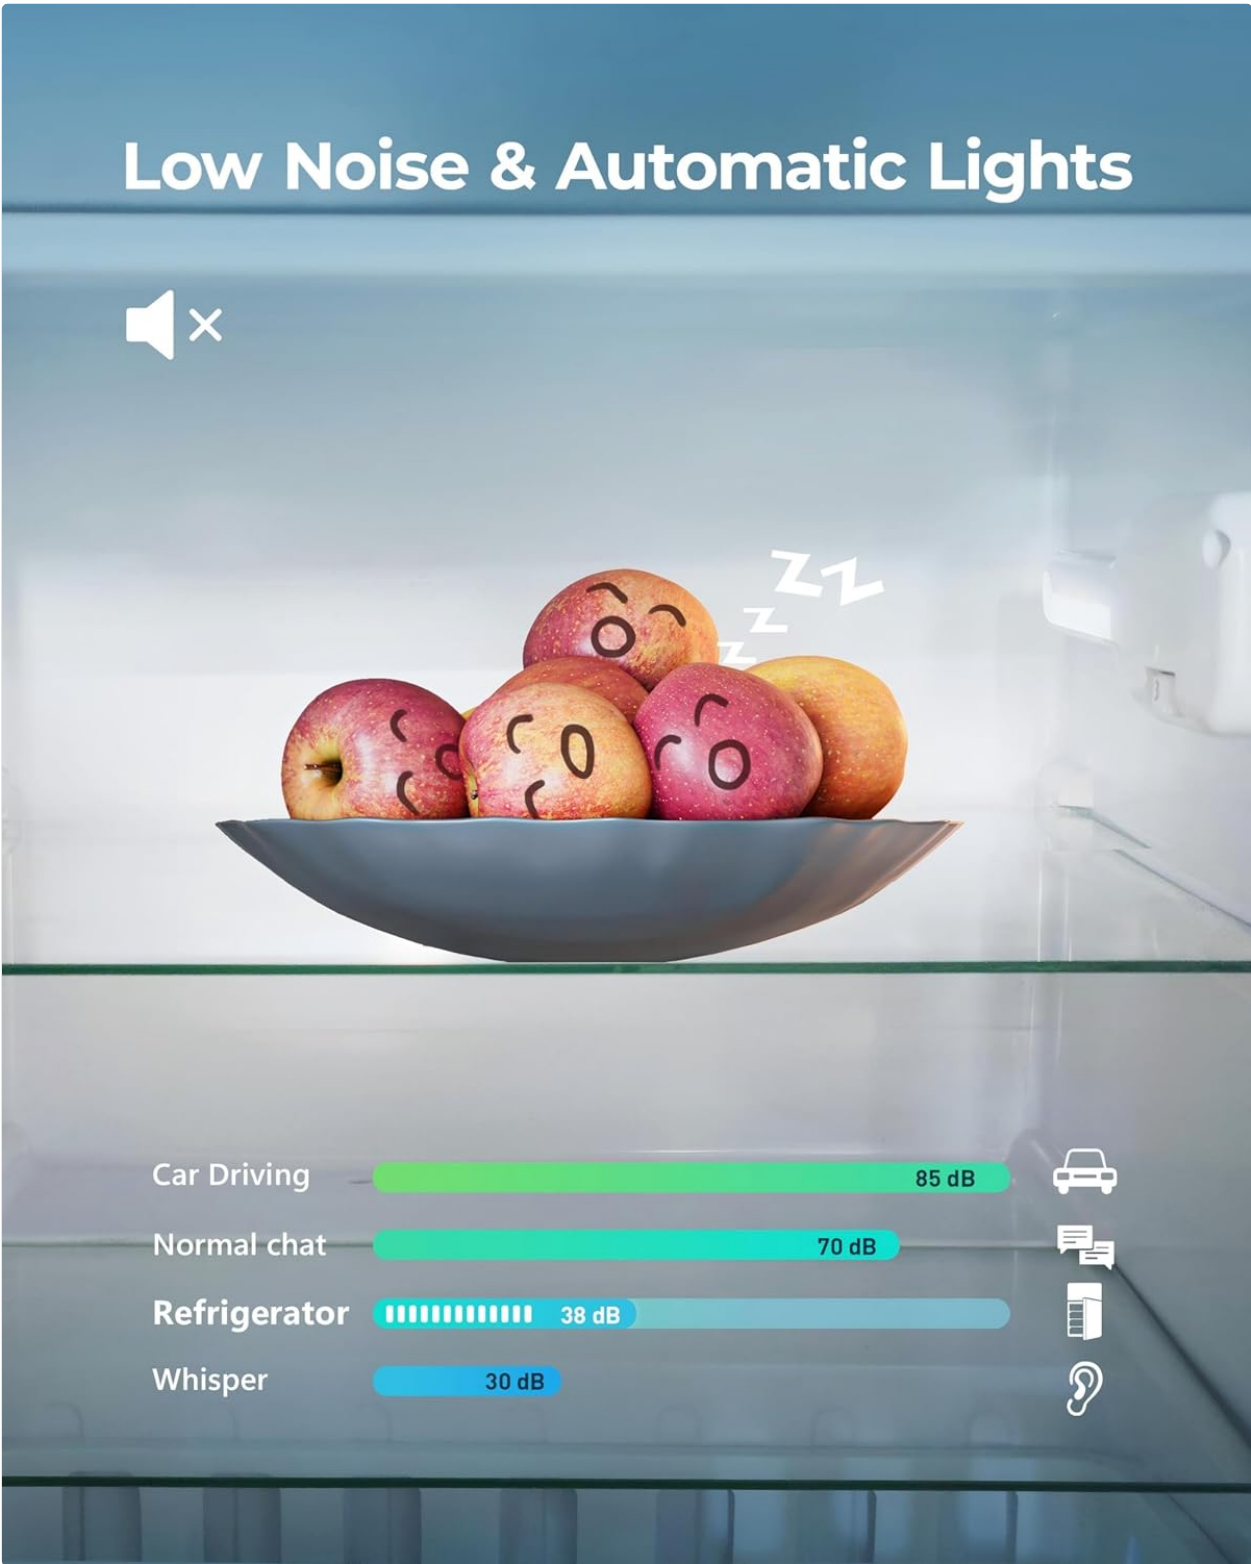 Low Noise & Automatic Lights
z z
z
z
Car Driving 85 dB
Normal chat 70 dB
Refrigerator 38 dB
Whisper 30 dB